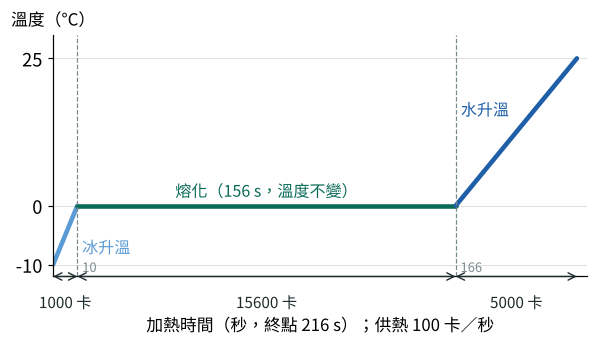 溫度（°C）
25
水升溫
熔化（156 s，溫度不變）
0
冰升溫
-10
10
166
1000 卡
15600 卡
5000 卡
加熱時間（秒，終點 216 s）；供熱 100 卡／秒